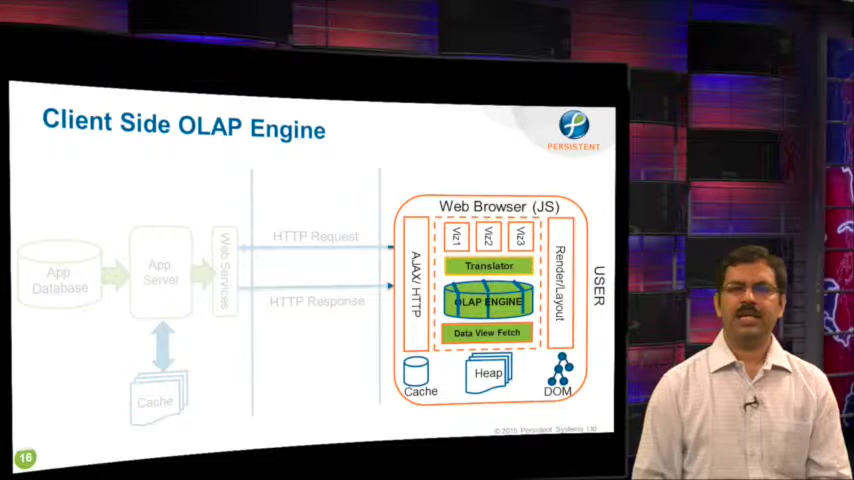 Client Side OLAP Engine
PERSISTENT
Web Browser (JS)
App
Database
App
Server
Web Services
HTTP Request
HTTP Response
Cache
AJAX/ HTTP
Viz1
Viz2
Viz3
Translator
OLAP ENGINE
Data View Fetch
Render/Layout
USER
Cache
Heap
DOM
© 2015 Persistent Systems Ltd
16